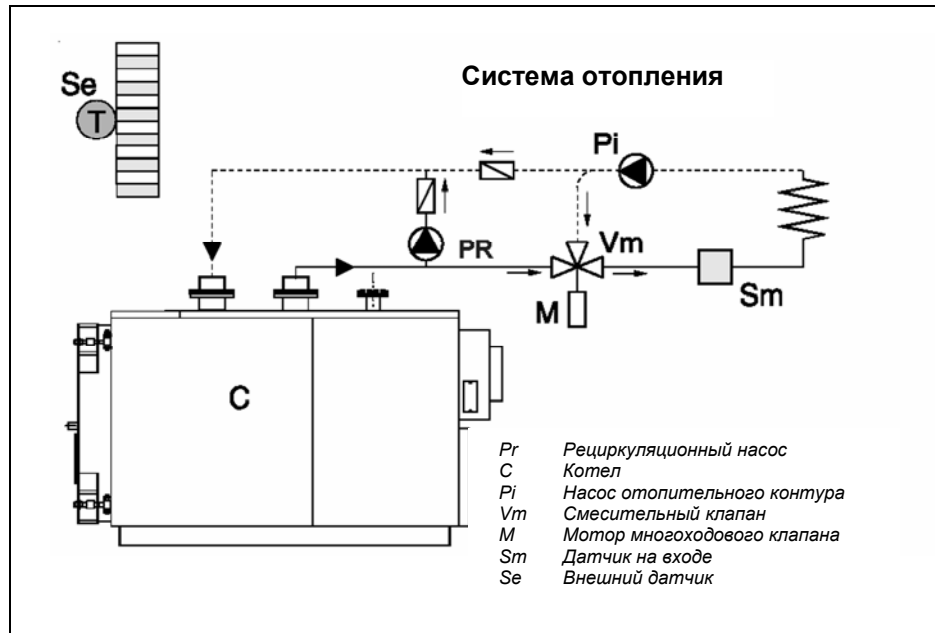 Система отопления
Se
T
Pi
PR
Vm
M
Sm
C
Pr Рециркуляционный насос
C Котел
Pi Насос отопительного контура
Vm Смесительный клапан
M Мотор многоходового клапана
Sm Датчик на входе
Se Внешний датчик